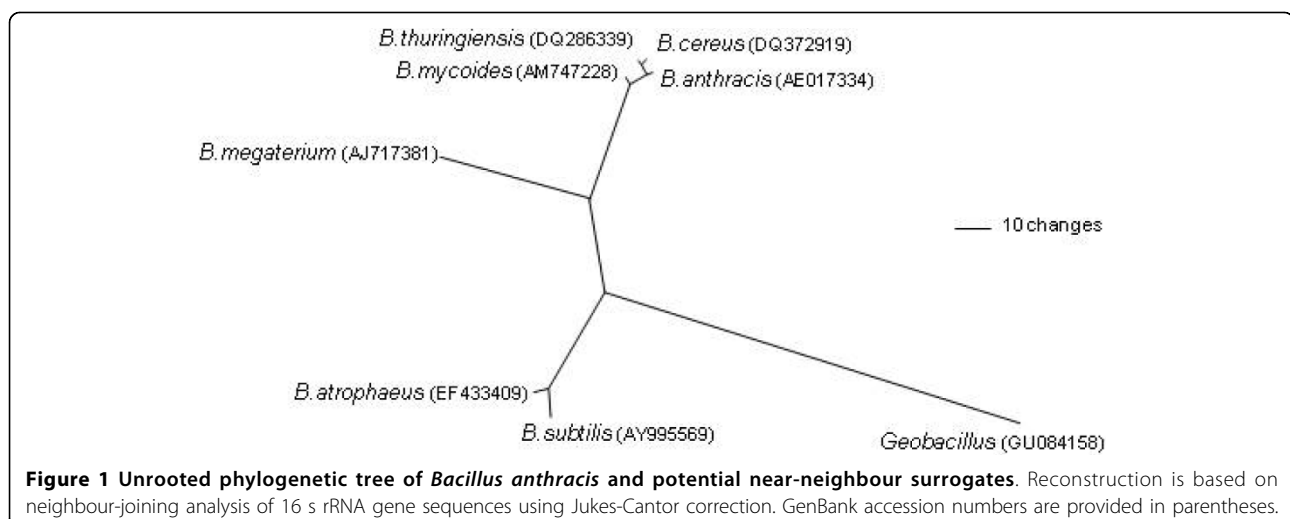 B.thuringiensis (DQ286339)
B.cereus (DQ372919)
B.mycoides (AM747228)
B.anthracis (AE017334)
B.megaterium (AJ717381)
10 changes
B.atrophaeus (EF433409)
B.subtilis (AY995569)
Geobacillus (GU084158)
Figure 1 Unrooted phylogenetic tree of Bacillus anthracis and potential near-neighbour surrogates. Reconstruction is based on
neighbour-joining analysis of 16 s rRNA gene sequences using Jukes-Cantor correction. GenBank accession numbers are provided in parentheses.